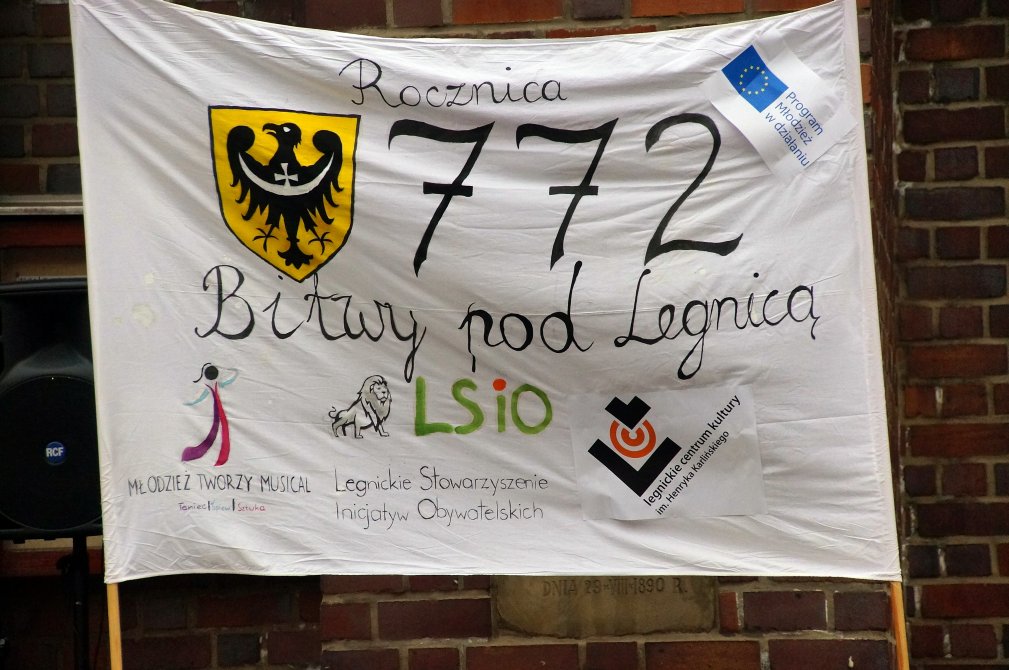 Rocznica
Program
Młodzież
w działaniu
772
Bitwy pod Legnicą
LSiO
MŁODZIEŻ TWORZY MUSICAL
Taniec Śpiew Sztuka
Legnickie Stowarzyszenie
Inicjatyw Obywatelskich
legnickie centrum kultury
im. Henryka Karlińskiego
RCF